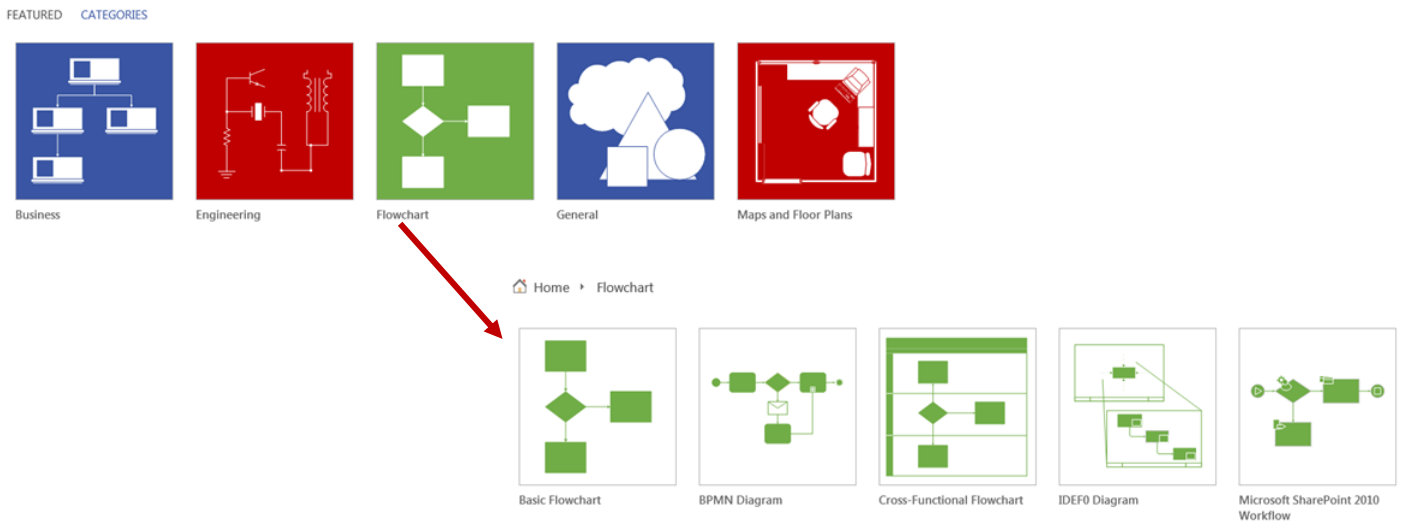 FEATURED CATEGORIES
Business Engineering Flowchart General Maps and Floor Plans
Home Flowchart
Basic Flowchart BPMN Diagram Cross-Functional Flowchart IDEF0 Diagram Microsoft SharePoint 2010
Workflow